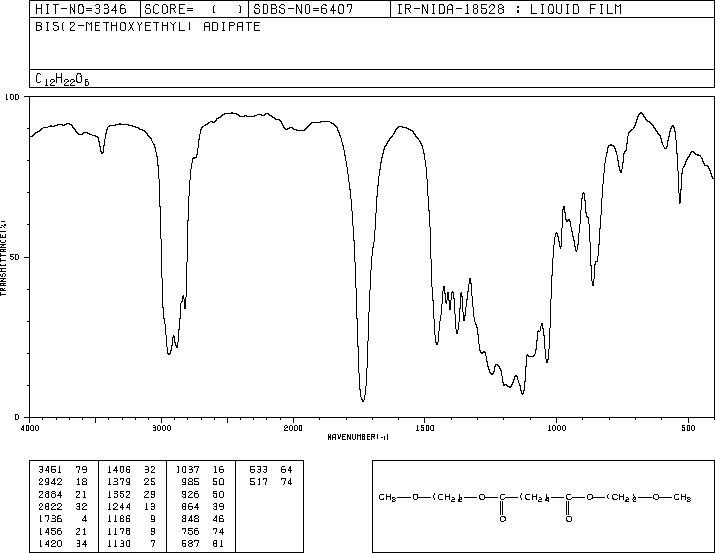 HIT-NO=3346 SCORE= ( ) SDBS-NO=6407 IR-NIDA-18528 : LIQUID FILM
BIS(2-METHOXYETHYL) ADIPATE
C12H22O6
100
50
0
TRANSMITTANCE(%)
4000 3000 2000 1500 1000 500
WAVENUMBER(-1)
3461 79 1406 32 1037 16 533 64
2942 18 1379 25 985 50 517 74
2884 21 1352 29 926 50
2822 32 1244 13 864 39
1736 4 1186 9 848 46
1456 21 1178 9 756 74
1420 34 1130 7 587 81
CH3—O—(CH2)2—O—C—(CH2)4—C—O—(CH2)2—O—CH3
O O